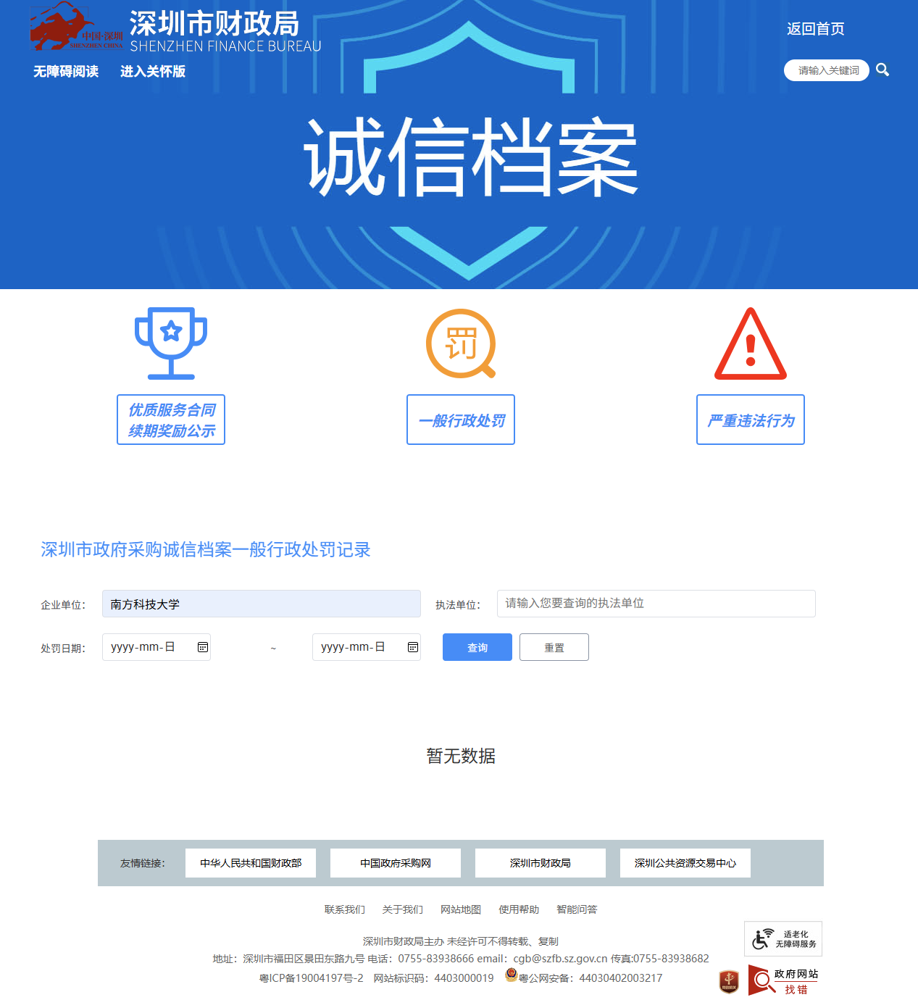 中国·深圳
SHENZHEN CHINA
深圳市财政局
SHENZHEN FINANCE BUREAU
返回首页
无障碍阅读 进入关怀版
请输入关键词
诚信档案
罚
优质服务合同
续期奖励公示
一般行政处罚
严重违法行为
深圳市政府采购诚信档案一般行政处罚记录
企业单位： 南方科技大学 执法单位： 请输入您要查询的执法单位
处罚日期： yyyy-mm-日 ~ yyyy-mm-日 查询 重置
暂无数据
友情链接： 中华人民共和国财政部 中国政府采购网 深圳市财政局 深圳公共资源交易中心
联系我们 关于我们 网站地图 使用帮助 智能问答
深圳市财政局主办 未经许可不得转载、复制
地址：深圳市福田区景田东路九号 电话：0755-83938666 email：cgb@szfb.sz.gov.cn 传真:0755-83938682
粤ICP备19004197号-2 网站标识码：4403000019 粤公网安备：44030402003217
适老化
无障碍服务
党政机关
政府网站
找错